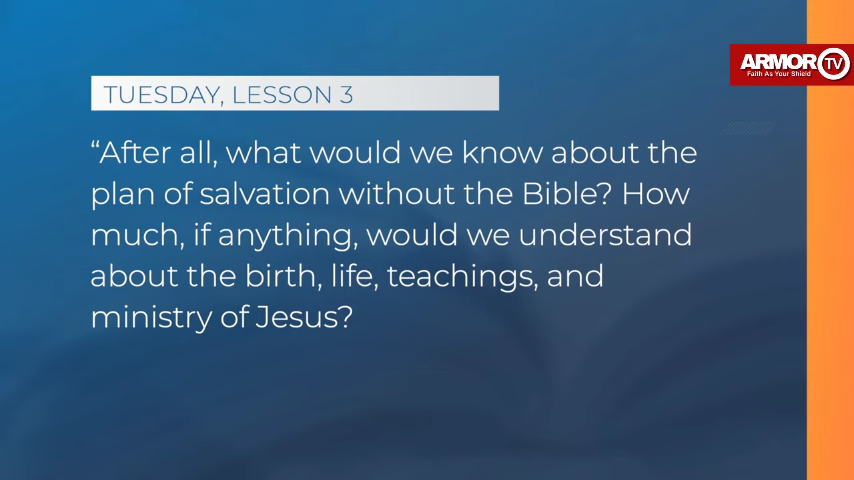 ARMOR TV
Faith As Your Shield
TUESDAY, LESSON 3
“After all, what would we know about the
plan of salvation without the Bible? How
much, if anything, would we understand
about the birth, life, teachings, and
ministry of Jesus?